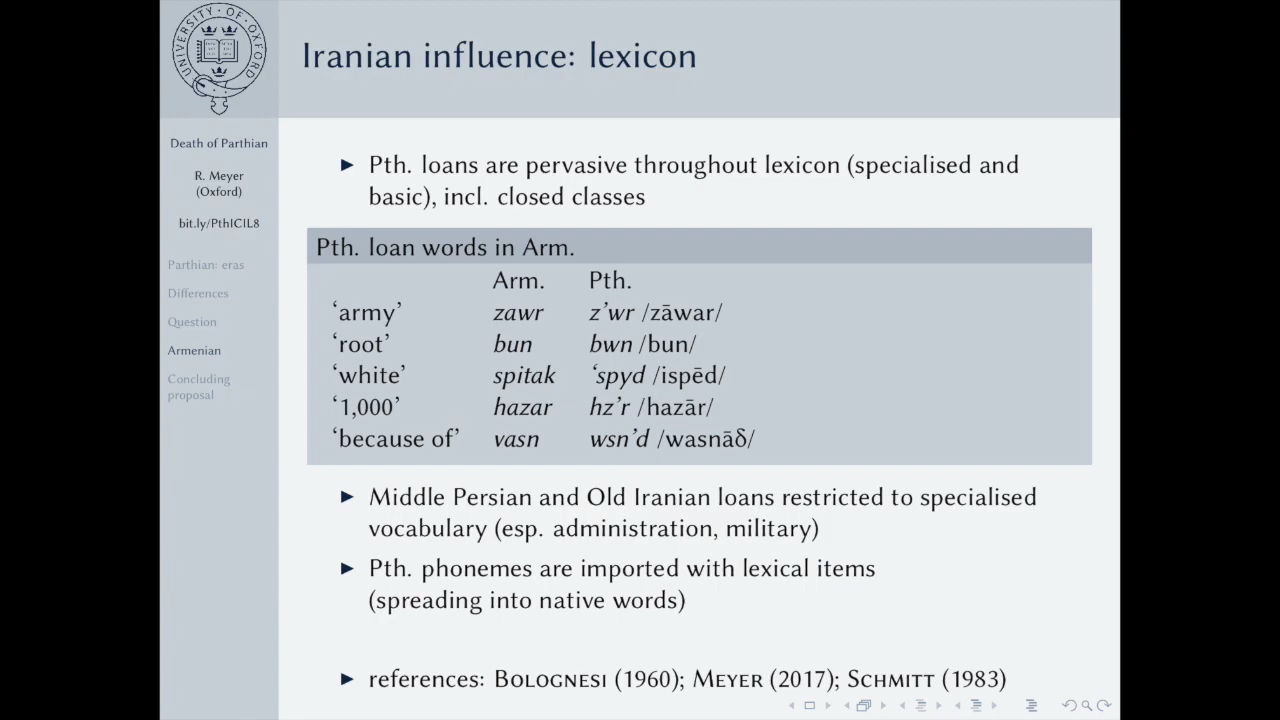 UNIVERSITY OF OXFORD
Iranian influence: lexicon
Death of Parthian
R. Meyer
(Oxford)
bit.ly/PthICIL8
Parthian: eras
Differences
Question
Armenian
Concluding
proposal
▶ Pth. loans are pervasive throughout lexicon (specialised and
basic), incl. closed classes
Pth. loan words in Arm.
Arm. Pth.
‘army’ zawr z’wr /zāwar/
‘root’ bun bwn /bun/
‘white’ spitak ‘spyd /ispēd/
‘1,000’ hazar hz’r /hazār/
‘because of’ vasn wsn’d /wasnāδ/
▶ Middle Persian and Old Iranian loans restricted to specialised
vocabulary (esp. administration, military)
▶ Pth. phonemes are imported with lexical items
(spreading into native words)
▶ references: Bolognesi (1960); Meyer (2017); Schmitt (1983)